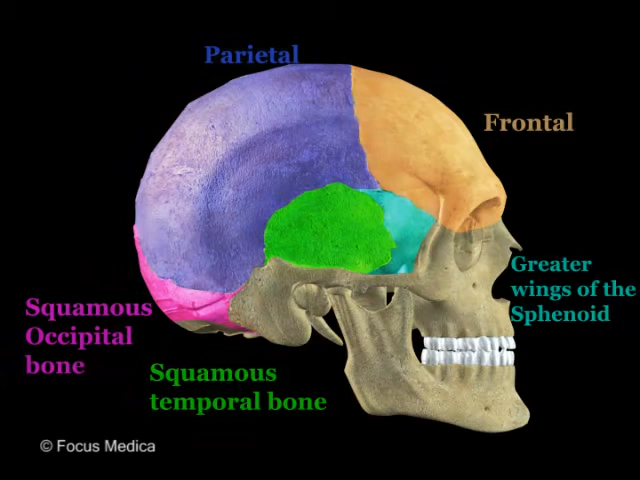 Parietal
Frontal
Greater
wings of the
Sphenoid
Squamous
Occipital
bone
Squamous
temporal bone
© Focus Medica